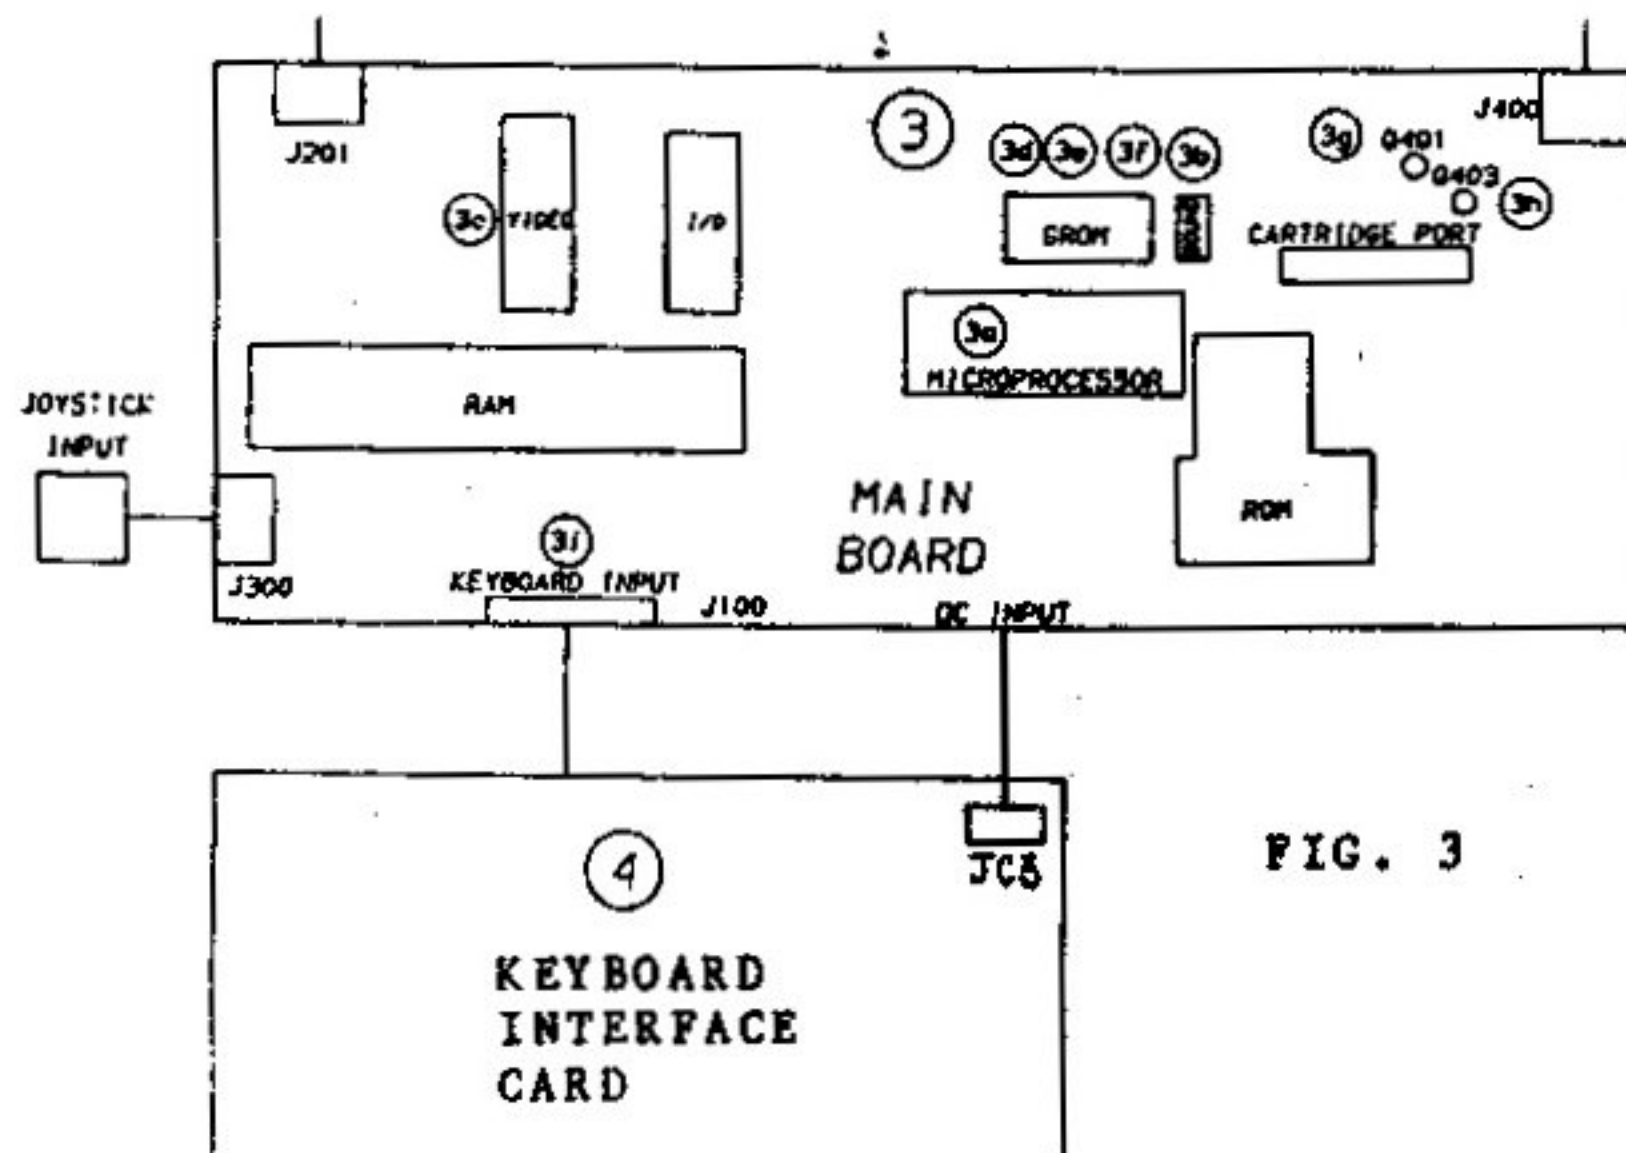 J201
3
3d 3e 3f 3b
3g
Q401
J400
Q403
3h
3c
VIDEO
I/O
GROM
CARTRIDGE PORT
3a
MICROPROCESSOR
RAM
JOYSTICK
INPUT
MAIN
BOARD
ROM
3i
J300
KEYBOARD INPUT
J100
DC INPUT
4
JC3
FIG. 3
KEYBOARD
INTERFACE
CARD